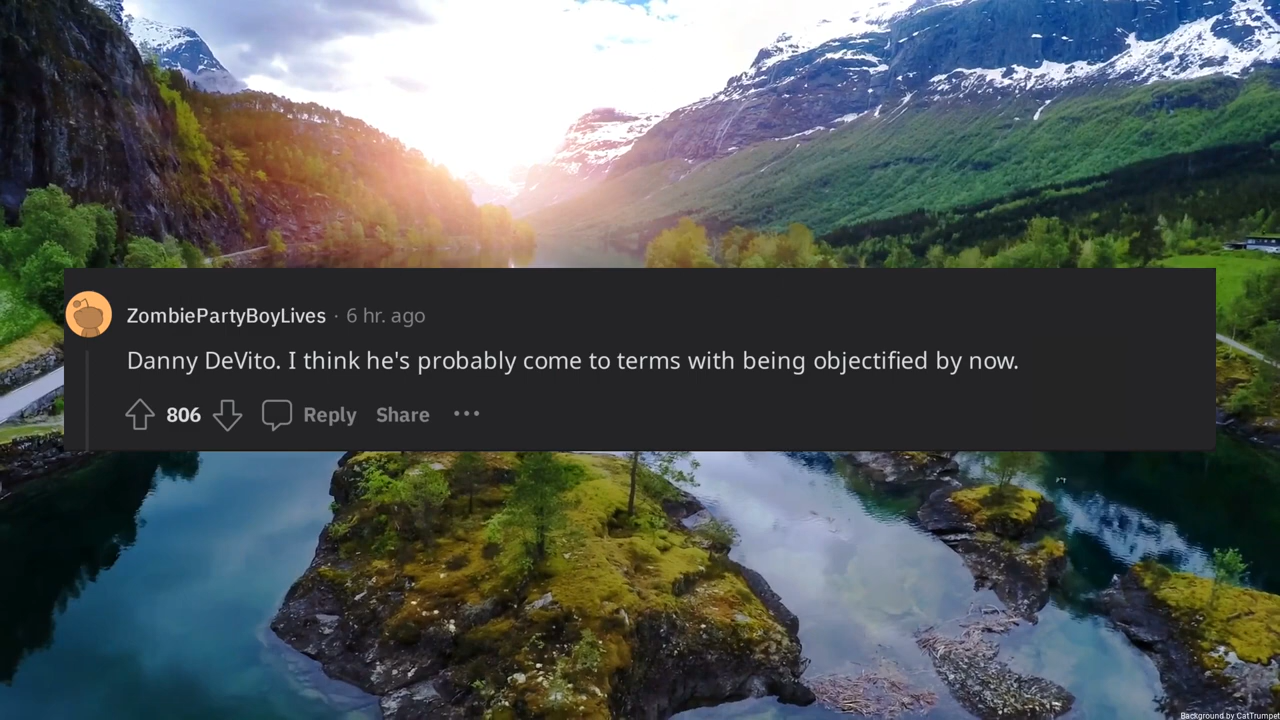 ZombiePartyBoyLives · 6 hr. ago
Danny DeVito. I think he's probably come to terms with being objectified by now.
806 Reply Share •••
Background by CatTrumpet